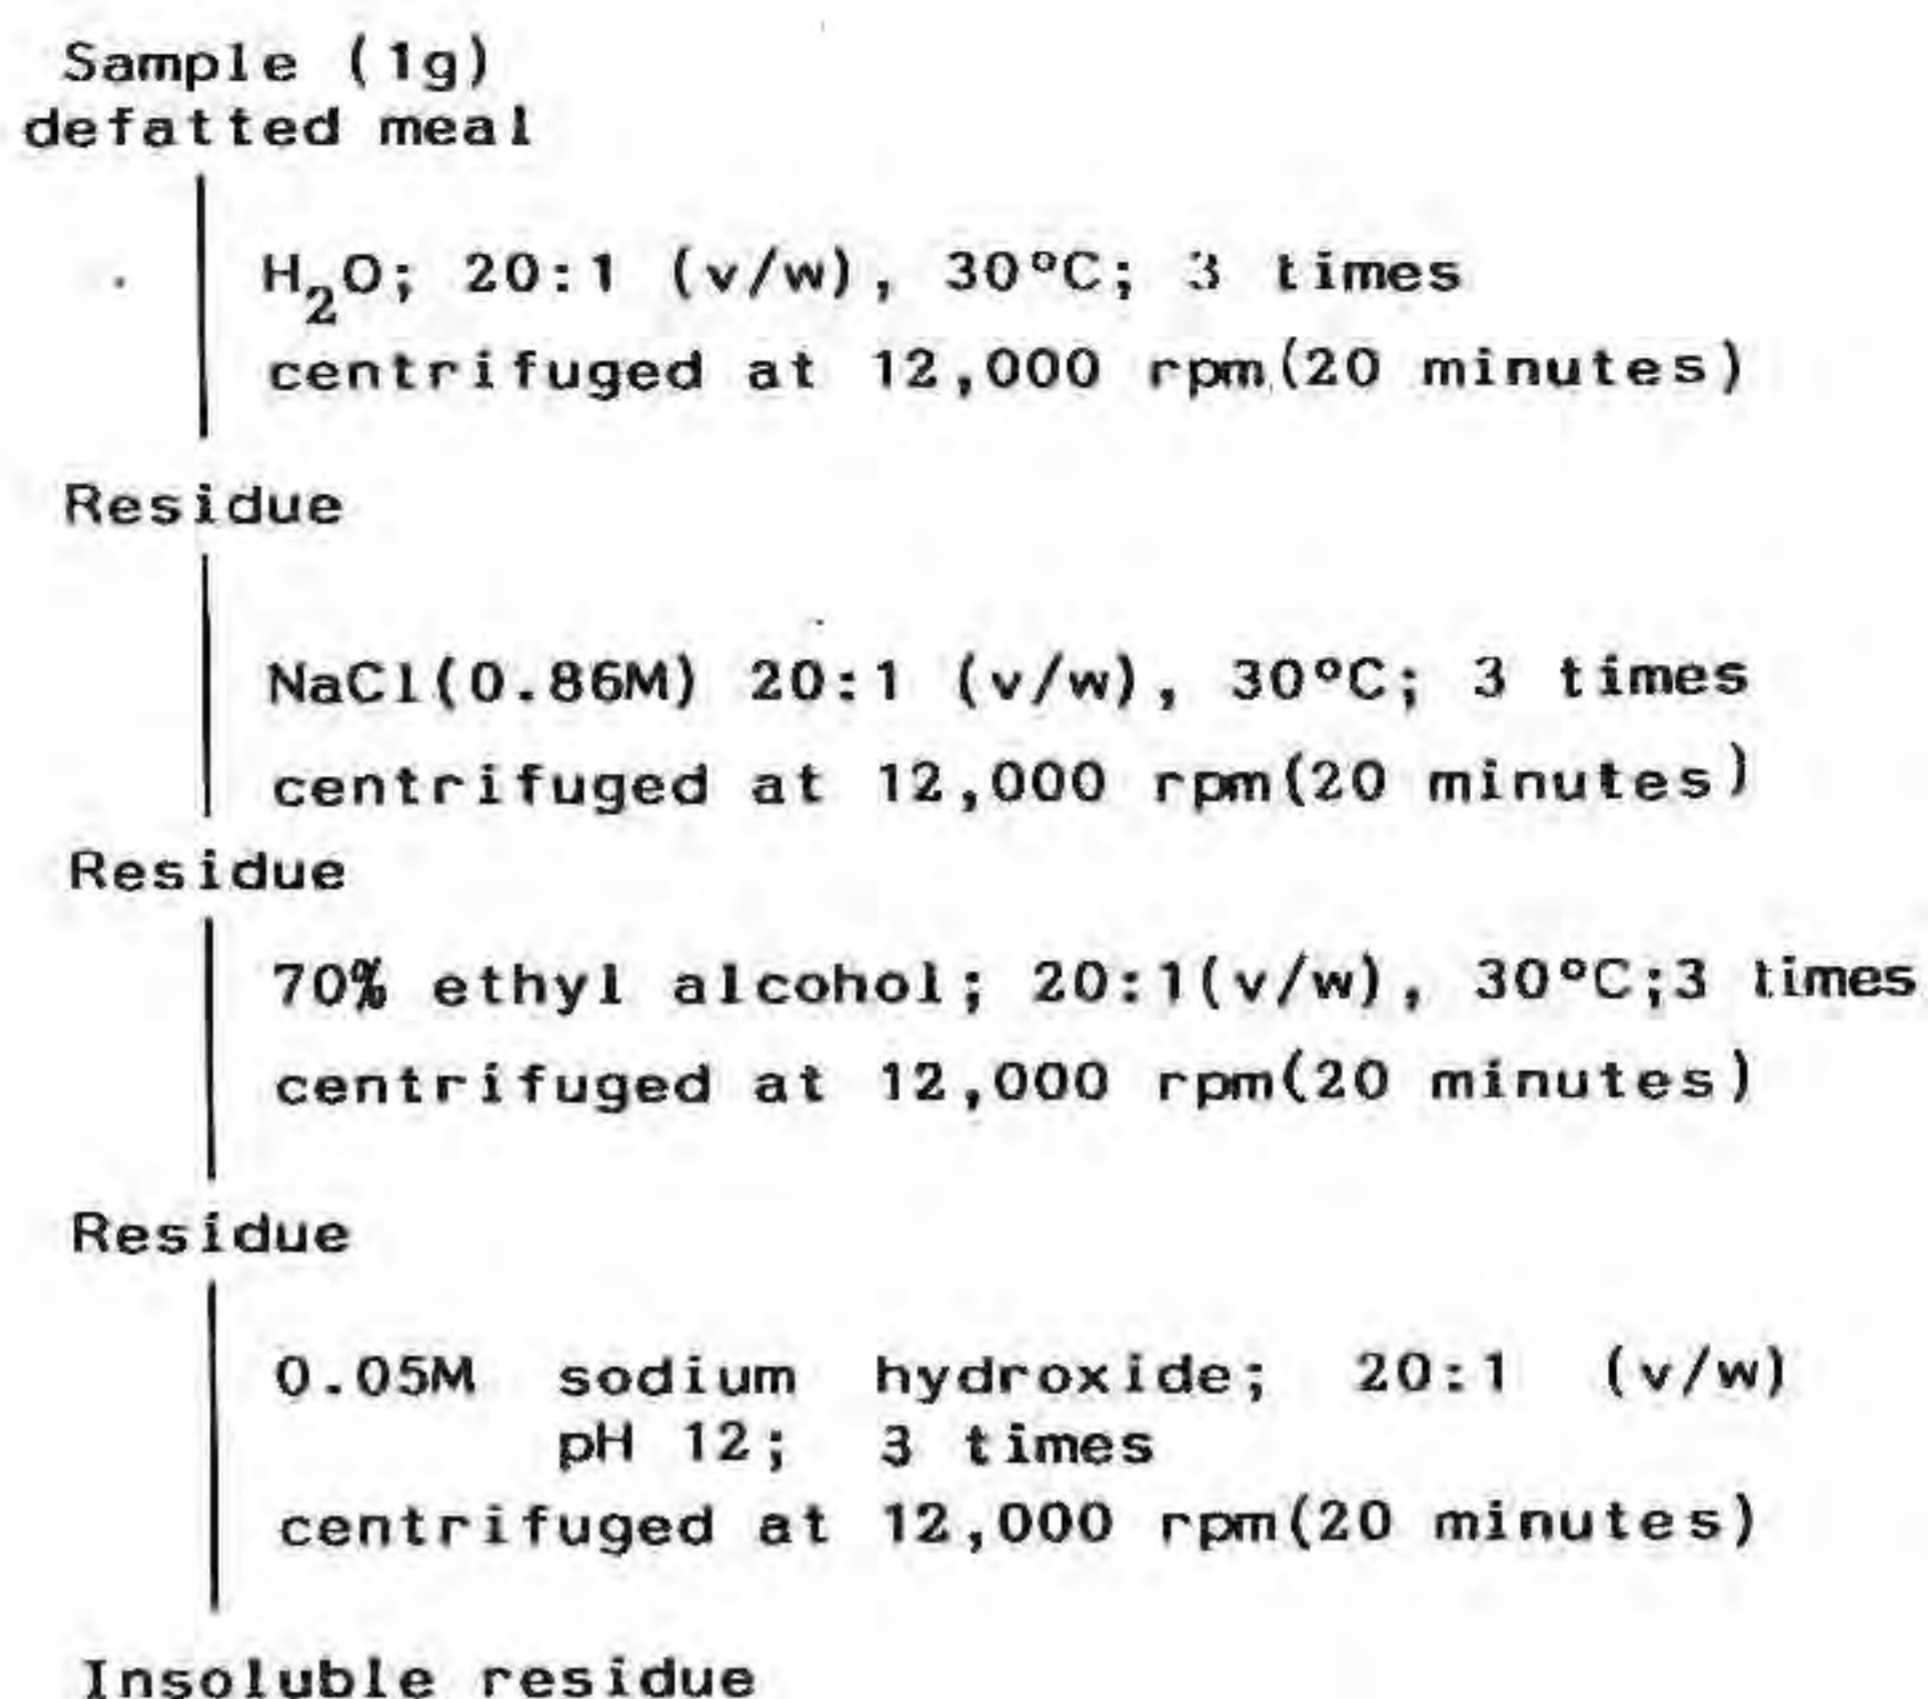 Sample (1g)
defatted meal
H₂O; 20:1 (v/w), 30°C; 3 times
centrifuged at 12,000 rpm(20 minutes)
Residue
NaCl(0.86M) 20:1 (v/w), 30°C; 3 times
centrifuged at 12,000 rpm(20 minutes)
Residue
70% ethyl alcohol; 20:1(v/w), 30°C;3 times
centrifuged at 12,000 rpm(20 minutes)
Residue
0.05M sodium hydroxide; 20:1 (v/w)
pH 12; 3 times
centrifuged at 12,000 rpm(20 minutes)
Insoluble residue